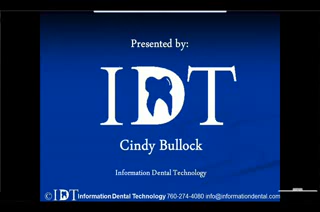 Presented by:
IDT
Cindy Bullock
Information Dental Technology
© IDT Information Dental Technology 760-274-4080 info@informationdental.com